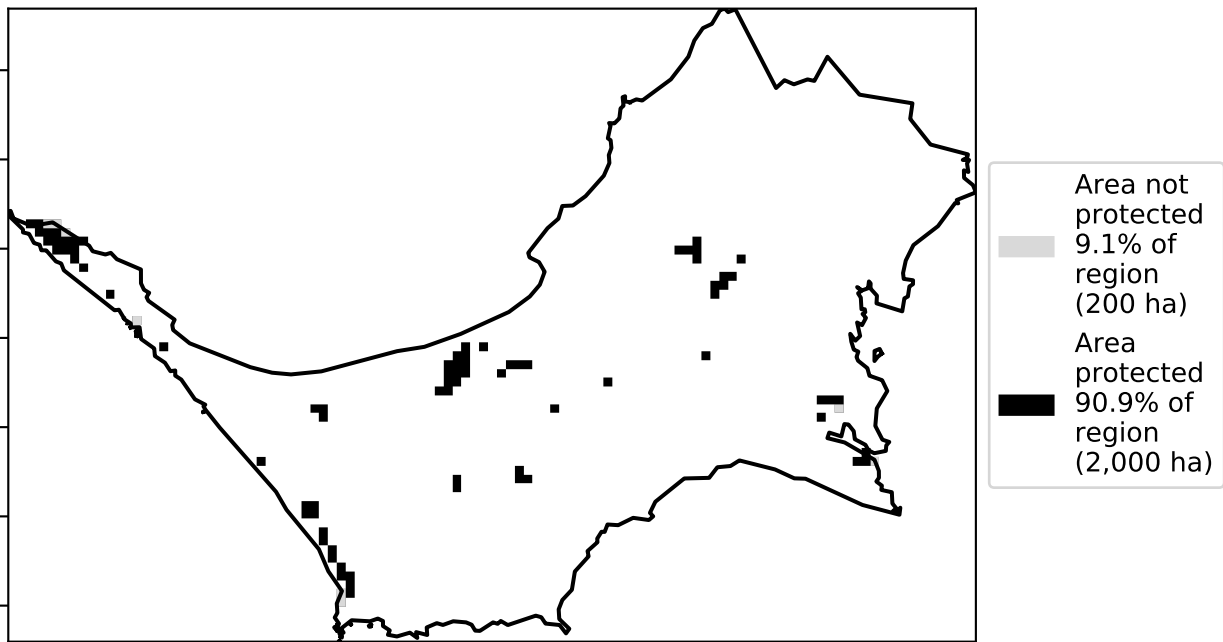 Area not
protected
9.1% of
region
(200 ha)
Area
protected
90.9% of
region
(2,000 ha)